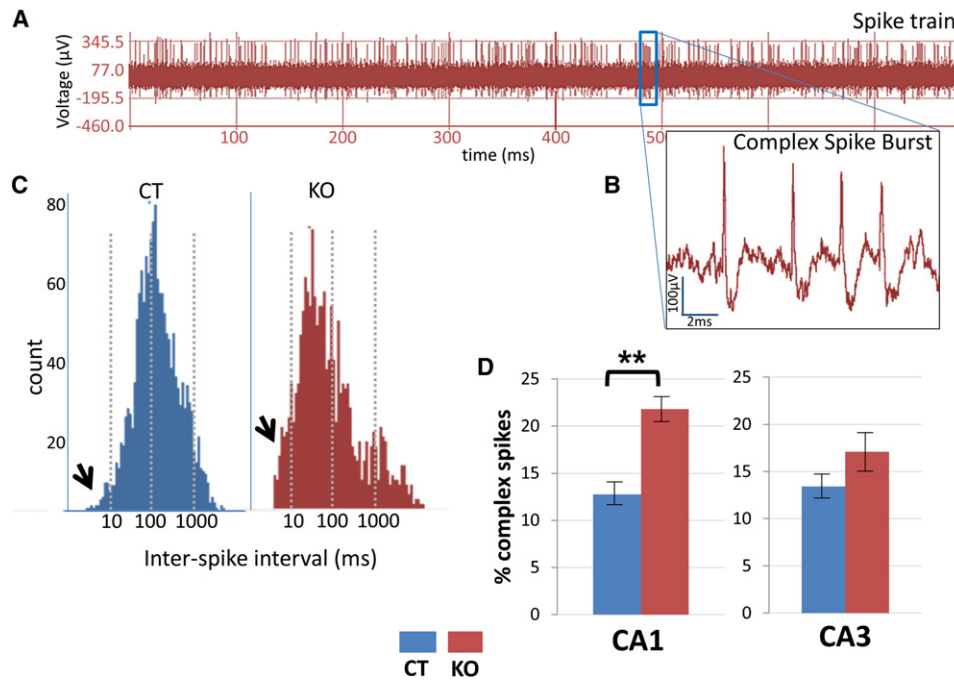 A
Spike train
Voltage (µV)
345.5
77.0
-195.5
-460.0
100
200
300
400
500
time (ms)
B
Complex Spike Burst
100µV
2ms
C
CT
KO
count
80
60
40
20
10 100 1000
10 100 1000
Inter-spike interval (ms)
CT
KO
D
**
% complex spikes
25
20
15
10
5
0
CA1
25
20
15
10
5
0
CA3